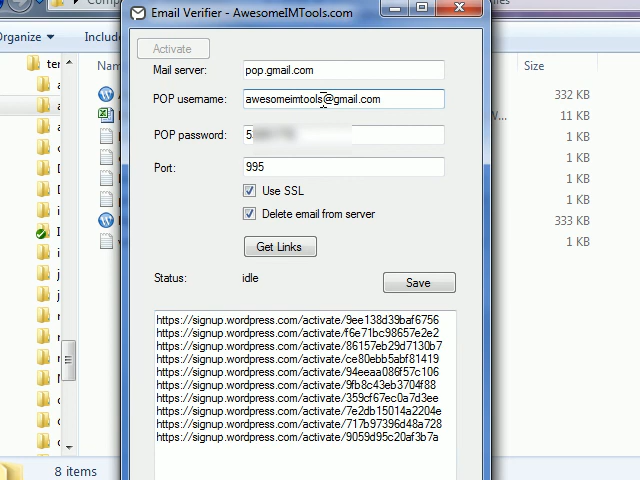 Email Verifier - AwesomeIMTools.com
Organize
Include
Size
Activate
Mail server: pop.gmail.com
POP username: awesomeimtools@gmail.com
POP password: 5
Port: 995
Use SSL
Delete email from server
Get Links
Status: idle
Save
332 KB
11 KB
1 KB
1 KB
1 KB
1 KB
333 KB
1 KB
https://signup.wordpress.com/activate/9ee138d39baf6756
https://signup.wordpress.com/activate/f6e71bc98657e2e2
https://signup.wordpress.com/activate/86157eb29d7130b7
https://signup.wordpress.com/activate/ce80ebb5abf81419
https://signup.wordpress.com/activate/94eeaa086f57c106
https://signup.wordpress.com/activate/9fb8c43eb3704f88
https://signup.wordpress.com/activate/359cf67ec0a7d3ee
https://signup.wordpress.com/activate/7e2db15014a2204e
https://signup.wordpress.com/activate/717b97396d48a728
https://signup.wordpress.com/activate/9059d95c20af3b7a
8 items